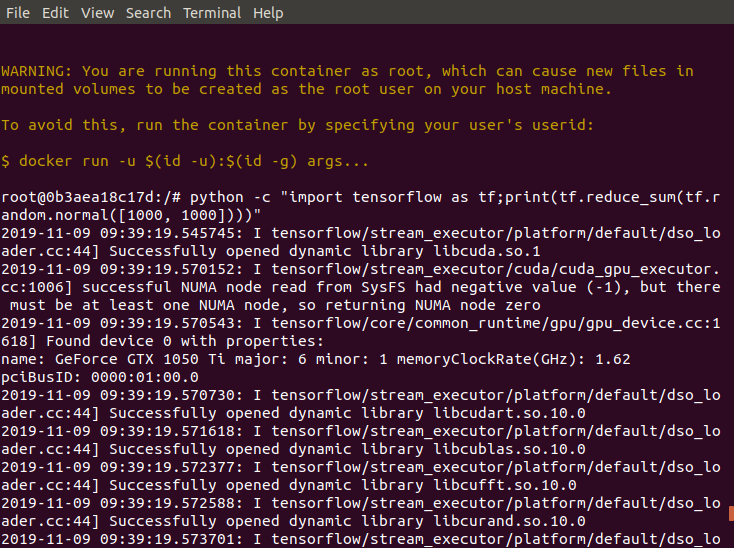 File Edit View Search Terminal Help
WARNING: You are running this container as root, which can cause new files in
mounted volumes to be created as the root user on your host machine.
To avoid this, run the container by specifying your user's userid:
$ docker run -u $(id -u):$(id -g) args...
root@0b3aea18c17d:/# python -c "import tensorflow as tf;print(tf.reduce_sum(tf.r
andom.normal([1000, 1000])))"
2019-11-09 09:39:19.545745: I tensorflow/stream_executor/platform/default/dso_lo
ader.cc:44] Successfully opened dynamic library libcuda.so.1
2019-11-09 09:39:19.570152: I tensorflow/stream_executor/cuda/cuda_gpu_executor.
cc:1006] successful NUMA node read from SysFS had negative value (-1), but there
 must be at least one NUMA node, so returning NUMA node zero
2019-11-09 09:39:19.570543: I tensorflow/core/common_runtime/gpu/gpu_device.cc:1
618] Found device 0 with properties:
name: GeForce GTX 1050 Ti major: 6 minor: 1 memoryClockRate(GHz): 1.62
pciBusID: 0000:01:00.0
2019-11-09 09:39:19.570730: I tensorflow/stream_executor/platform/default/dso_lo
ader.cc:44] Successfully opened dynamic library libcudart.so.10.0
2019-11-09 09:39:19.571618: I tensorflow/stream_executor/platform/default/dso_lo
ader.cc:44] Successfully opened dynamic library libcublas.so.10.0
2019-11-09 09:39:19.572377: I tensorflow/stream_executor/platform/default/dso_lo
ader.cc:44] Successfully opened dynamic library libcufft.so.10.0
2019-11-09 09:39:19.572588: I tensorflow/stream_executor/platform/default/dso_lo
ader.cc:44] Successfully opened dynamic library libcurand.so.10.0
2019-11-09 09:39:19.573701: I tensorflow/stream_executor/platform/default/dso_lo